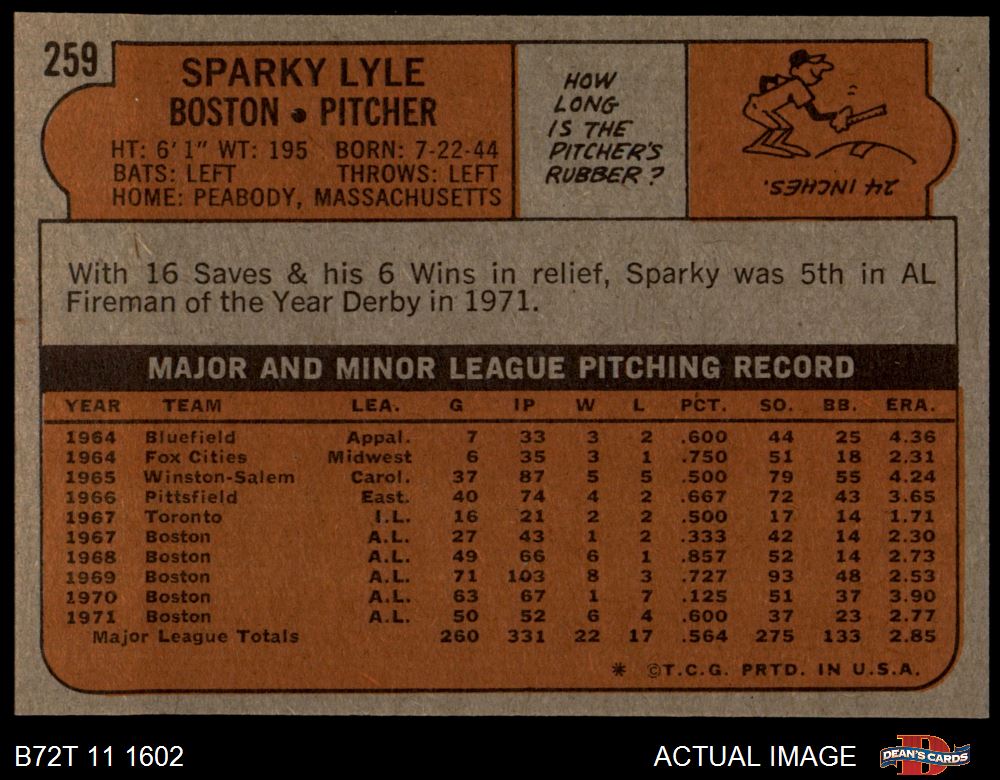 259
SPARKY LYLE
BOSTON • PITCHER
HT: 6'1" WT: 195 BORN: 7-22-44
BATS: LEFT THROWS: LEFT
HOME: PEABODY, MASSACHUSETTS
HOW
LONG
IS THE
PITCHER'S
RUBBER?
24 INCHES.
With 16 Saves & his 6 Wins in relief, Sparky was 5th in AL
Fireman of the Year Derby in 1971.
MAJOR AND MINOR LEAGUE PITCHING RECORD
YEAR TEAM LEA. G IP W L PCT. SO. BB. ERA.
1964 Bluefield Appal. 7 33 3 2 .600 44 25 4.36
1964 Fox Cities Midwest 6 35 3 1 .750 51 18 2.31
1965 Winston-Salem Carol. 37 87 5 5 .500 79 55 4.24
1966 Pittsfield East. 40 74 4 2 .667 72 43 3.65
1967 Toronto I.L. 16 21 2 2 .500 17 14 1.71
1967 Boston A.L. 27 43 1 2 .333 42 14 2.30
1968 Boston A.L. 49 66 6 1 .857 52 14 2.73
1969 Boston A.L. 71 103 8 3 .727 93 48 2.53
1970 Boston A.L. 63 67 1 7 .125 51 37 3.90
1971 Boston A.L. 50 52 6 4 .600 37 23 2.77
Major League Totals 260 331 22 17 .564 275 133 2.85
* ©T.C.G. PRTD. IN U.S.A.
B72T 11 1602
ACTUAL IMAGE
D
DEAN'S CARDS